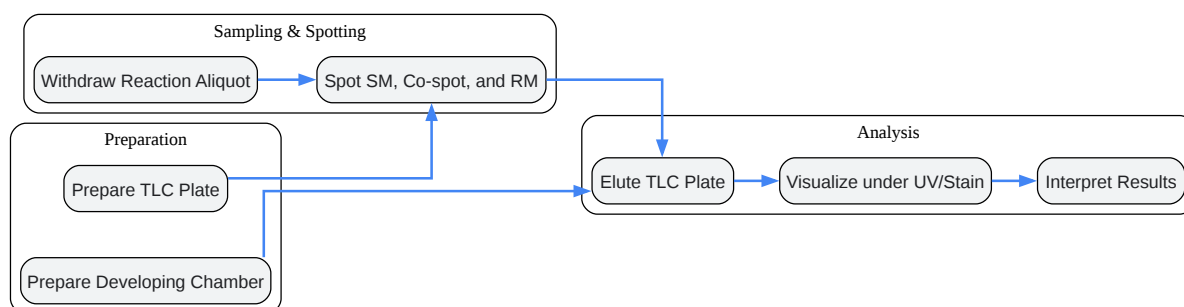 Sampling & Spotting
Withdraw Reaction Aliquot
Spot SM, Co-spot, and RM
Preparation
Prepare TLC Plate
Prepare Developing Chamber
Analysis
Elute TLC Plate
Visualize under UV/Stain
Interpret Results